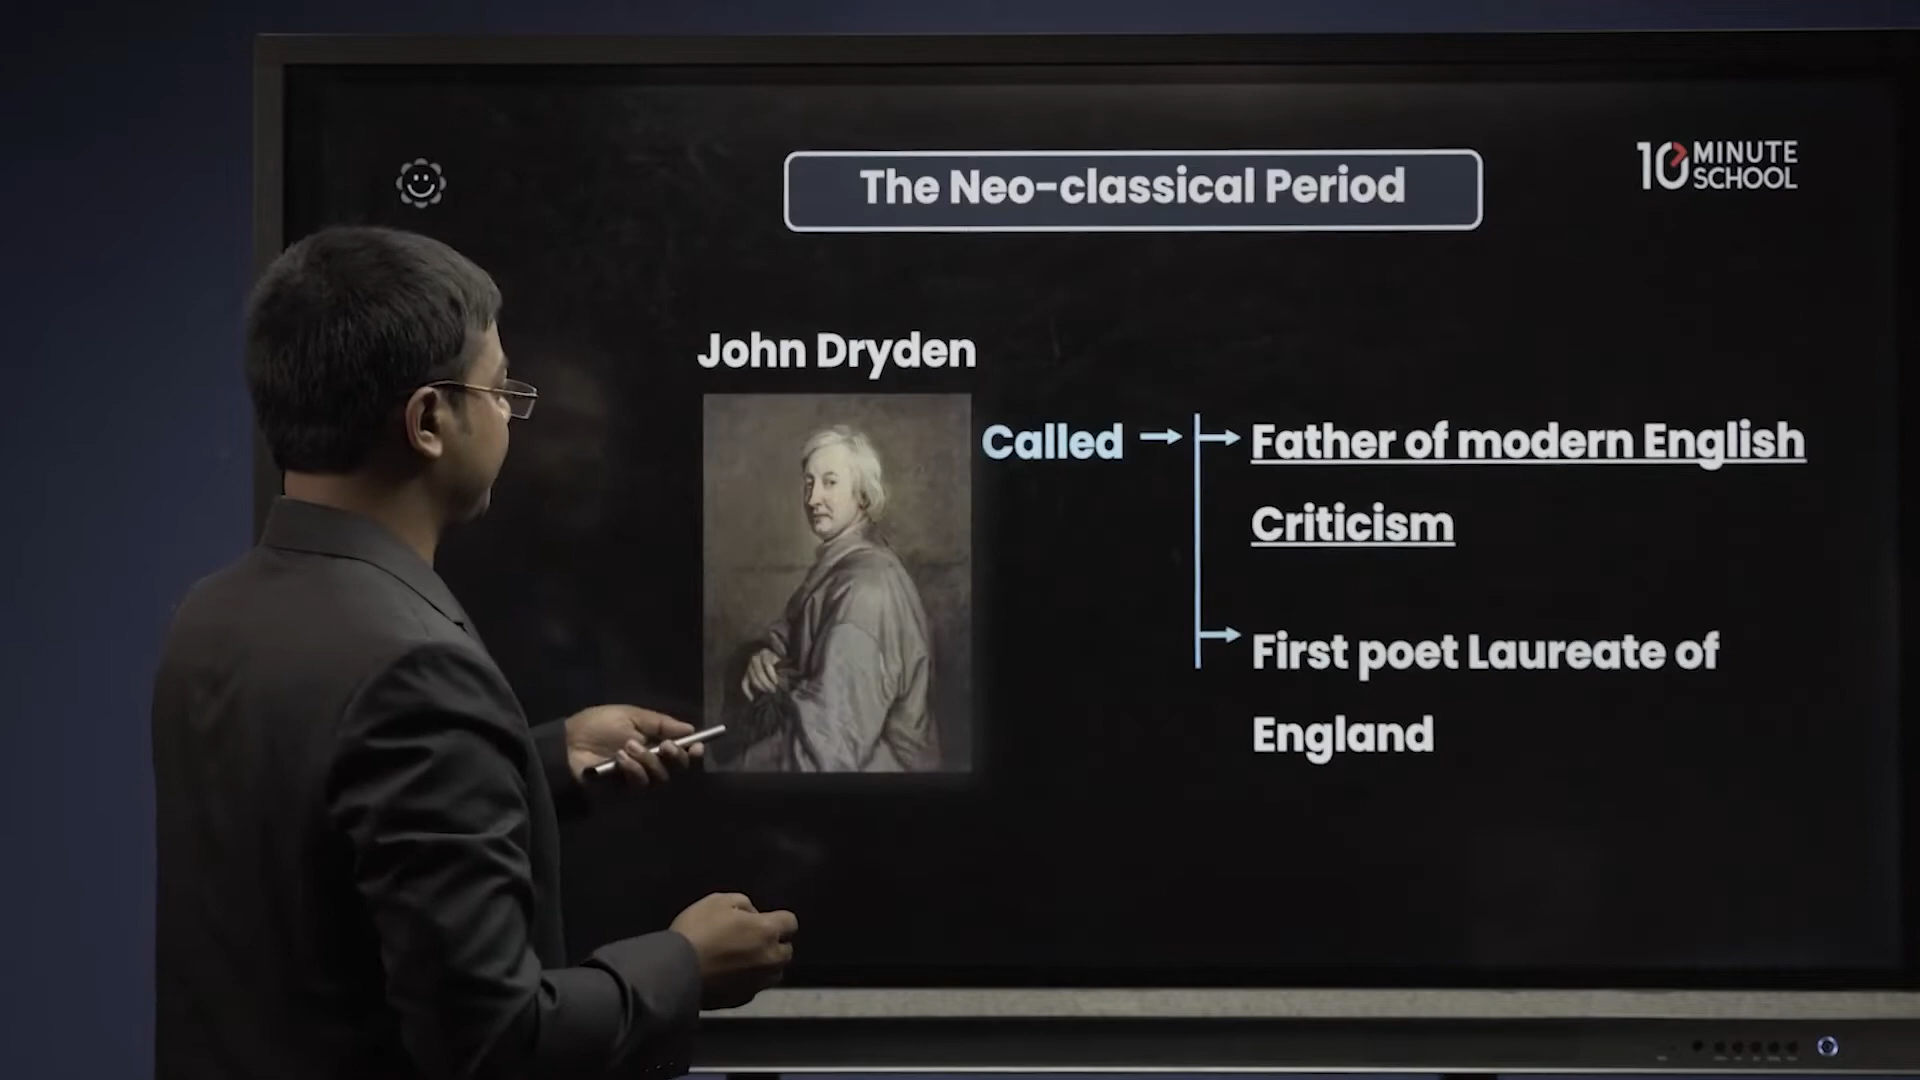 The Neo-classical Period
10 MINUTE
SCHOOL
John Dryden
Called
Father of modern English
Criticism
First poet Laureate of
England